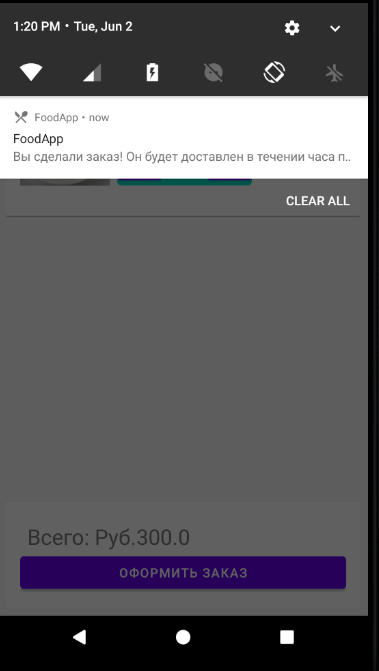 1:20 PM • Tue, Jun 2
FoodApp • now
FoodApp
Вы сделали заказ! Он будет доставлен в течении часа п..
CLEAR ALL
Всего: Руб.300.0
ОФОРМИТЬ ЗАКАЗ